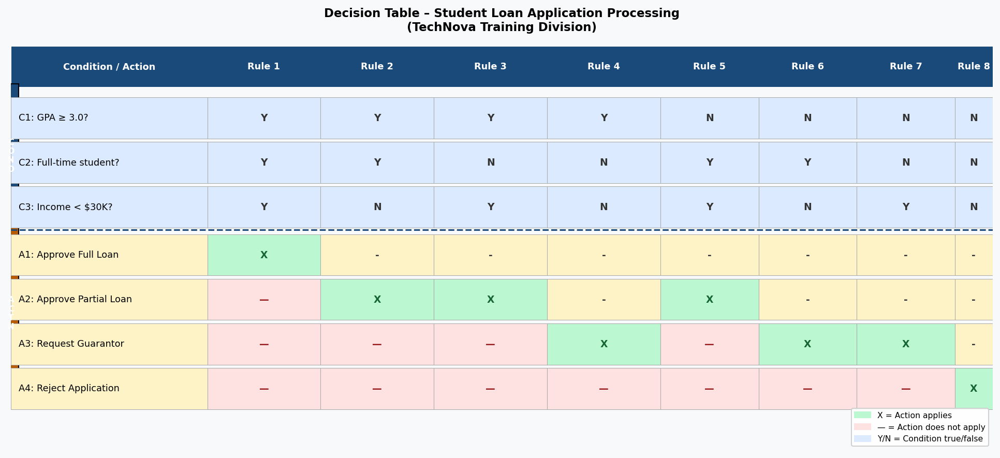 Decision Table – Student Loan Application Processing
(TechNova Training Division)
Condition / Action Rule 1 Rule 2 Rule 3 Rule 4 Rule 5 Rule 6 Rule 7 Rule 8
C1: GPA ≥ 3.0? Y Y Y Y N N N N
C2: Full-time student? Y Y N N Y Y N N
C3: Income < $30K? Y N Y N Y N Y N
A1: Approve Full Loan X - - - - - - -
A2: Approve Partial Loan — X X - X - - -
A3: Request Guarantor — — — X — X X -
A4: Reject Application — — — — — — — X
X = Action applies
— = Action does not apply
Y/N = Condition true/false